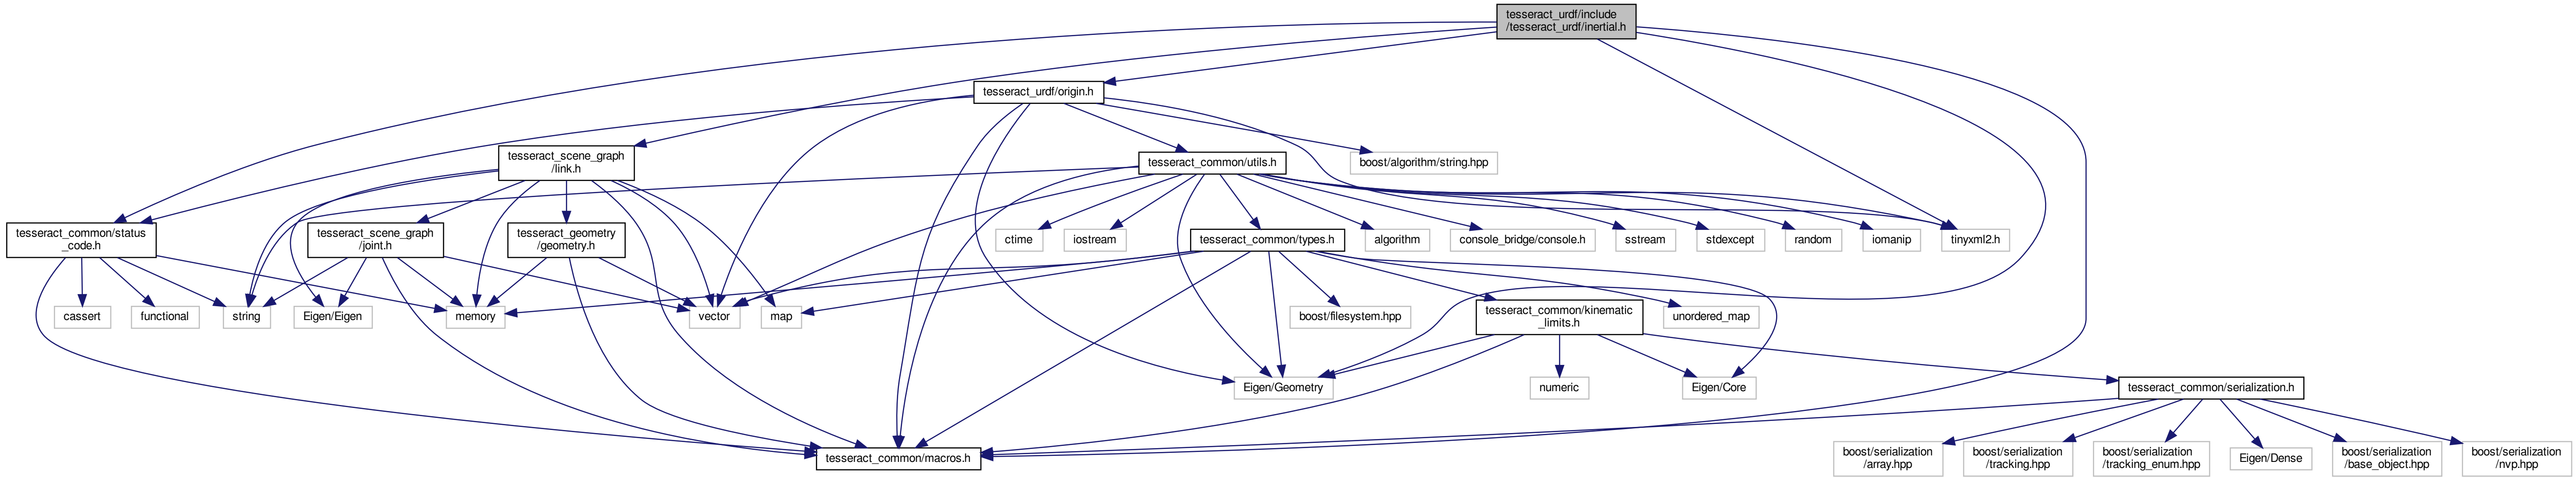 tesseract_urdf/include
/tesseract_urdf/inertial.h
tesseract_urdf/origin.h
tesseract_scene_graph
/link.h
tesseract_common/utils.h
boost/algorithm/string.hpp
tesseract_common/status
_code.h
tesseract_scene_graph
/joint.h
tesseract_geometry
/geometry.h
ctime
iostream
tesseract_common/types.h
algorithm
console_bridge/console.h
sstream
stdexcept
random
iomanip
tinyxml2.h
cassert
functional
string
Eigen/Eigen
memory
vector
map
boost/filesystem.hpp
tesseract_common/kinematic
_limits.h
unordered_map
Eigen/Geometry
numeric
Eigen/Core
tesseract_common/serialization.h
tesseract_common/macros.h
boost/serialization
/array.hpp
boost/serialization
/tracking.hpp
boost/serialization
/tracking_enum.hpp
Eigen/Dense
boost/serialization
/base_object.hpp
boost/serialization
/nvp.hpp